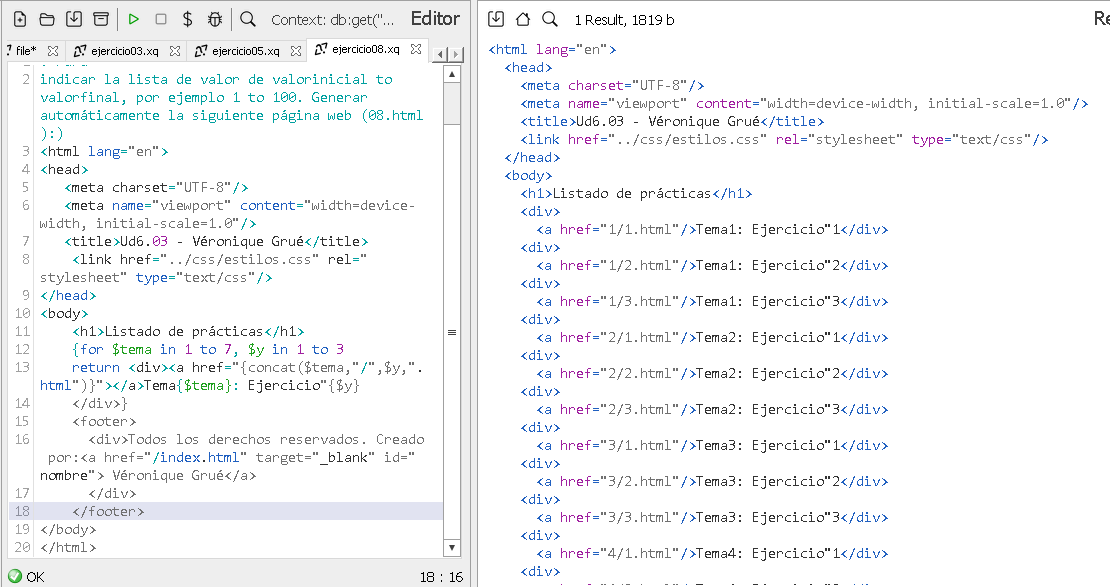 Context: db:get("... Editor
? file* ejercicio03.xq ejercicio05.xq ejercicio08.xq
2 indicar la lista de valor de valorinicial to
valorfinal, por ejemplo 1 to 100. Generar
automáticamente la siguiente página web (08.html
):)
3 <html lang="en">
4 <head>
5 <meta charset="UTF-8"/>
6 <meta name="viewport" content="width=device-
width, initial-scale=1.0"/>
7 <title>Ud6.03 - Véronique Grué</title>
8 <link href="../css/estilos.css" rel="
stylesheet" type="text/css"/>
9 </head>
10 <body>
11 <h1>Listado de prácticas</h1>
12 {for $tema in 1 to 7, $y in 1 to 3
13 return <div><a href="{concat($tema,"/",$y,".
html")}"></a>Tema{$tema}: Ejercicio"{$y}
14 </div>}
15 <footer>
16 <div>Todos los derechos reservados. Creado
por:<a href="/index.html" target="_blank" id="
nombre"> Véronique Grué</a>
17 </div>
18 </footer>
19 </body>
20 </html>
OK 18 : 16
1 Result, 1819 b Re
<html lang="en">
<head>
<meta charset="UTF-8"/>
<meta name="viewport" content="width=device-width, initial-scale=1.0"/>
<title>Ud6.03 - Véronique Grué</title>
<link href="../css/estilos.css" rel="stylesheet" type="text/css"/>
</head>
<body>
<h1>Listado de prácticas</h1>
<div>
<a href="1/1.html"/>Tema1: Ejercicio"1</div>
<div>
<a href="1/2.html"/>Tema1: Ejercicio"2</div>
<div>
<a href="1/3.html"/>Tema1: Ejercicio"3</div>
<div>
<a href="2/1.html"/>Tema2: Ejercicio"1</div>
<div>
<a href="2/2.html"/>Tema2: Ejercicio"2</div>
<div>
<a href="2/3.html"/>Tema2: Ejercicio"3</div>
<div>
<a href="3/1.html"/>Tema3: Ejercicio"1</div>
<div>
<a href="3/2.html"/>Tema3: Ejercicio"2</div>
<div>
<a href="3/3.html"/>Tema3: Ejercicio"3</div>
<div>
<a href="4/1.html"/>Tema4: Ejercicio"1</div>
<div>